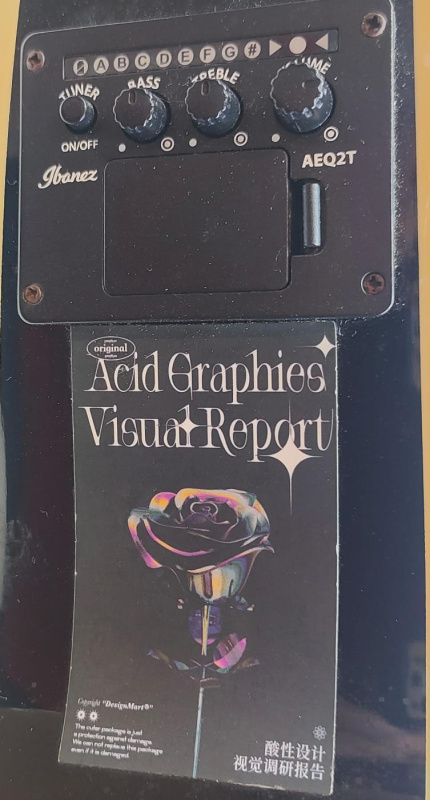 A B C D E F G #
TUNER BASS TREBLE VOLUME
ON/OFF
Ibanez
AEQ2T
original
Acid Graphies
Visual Report
Copyright "DesignMart®"
The outer package is just
a protection against damage
We can not replace this package
even if it is damaged.
酸性设计
视觉调研报告